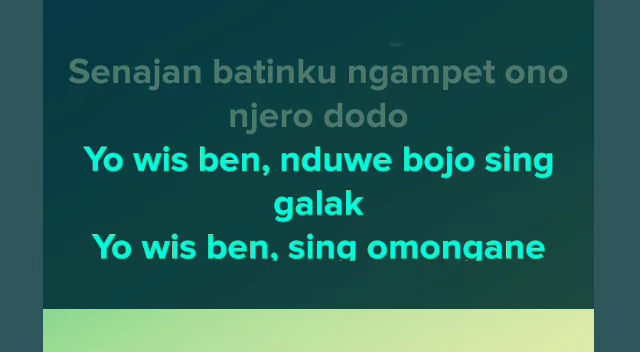 Senajan batinku ngampet ono
njero dodo
Yo wis ben, nduwe bojo sing
galak
Yo wis ben, sing omongane